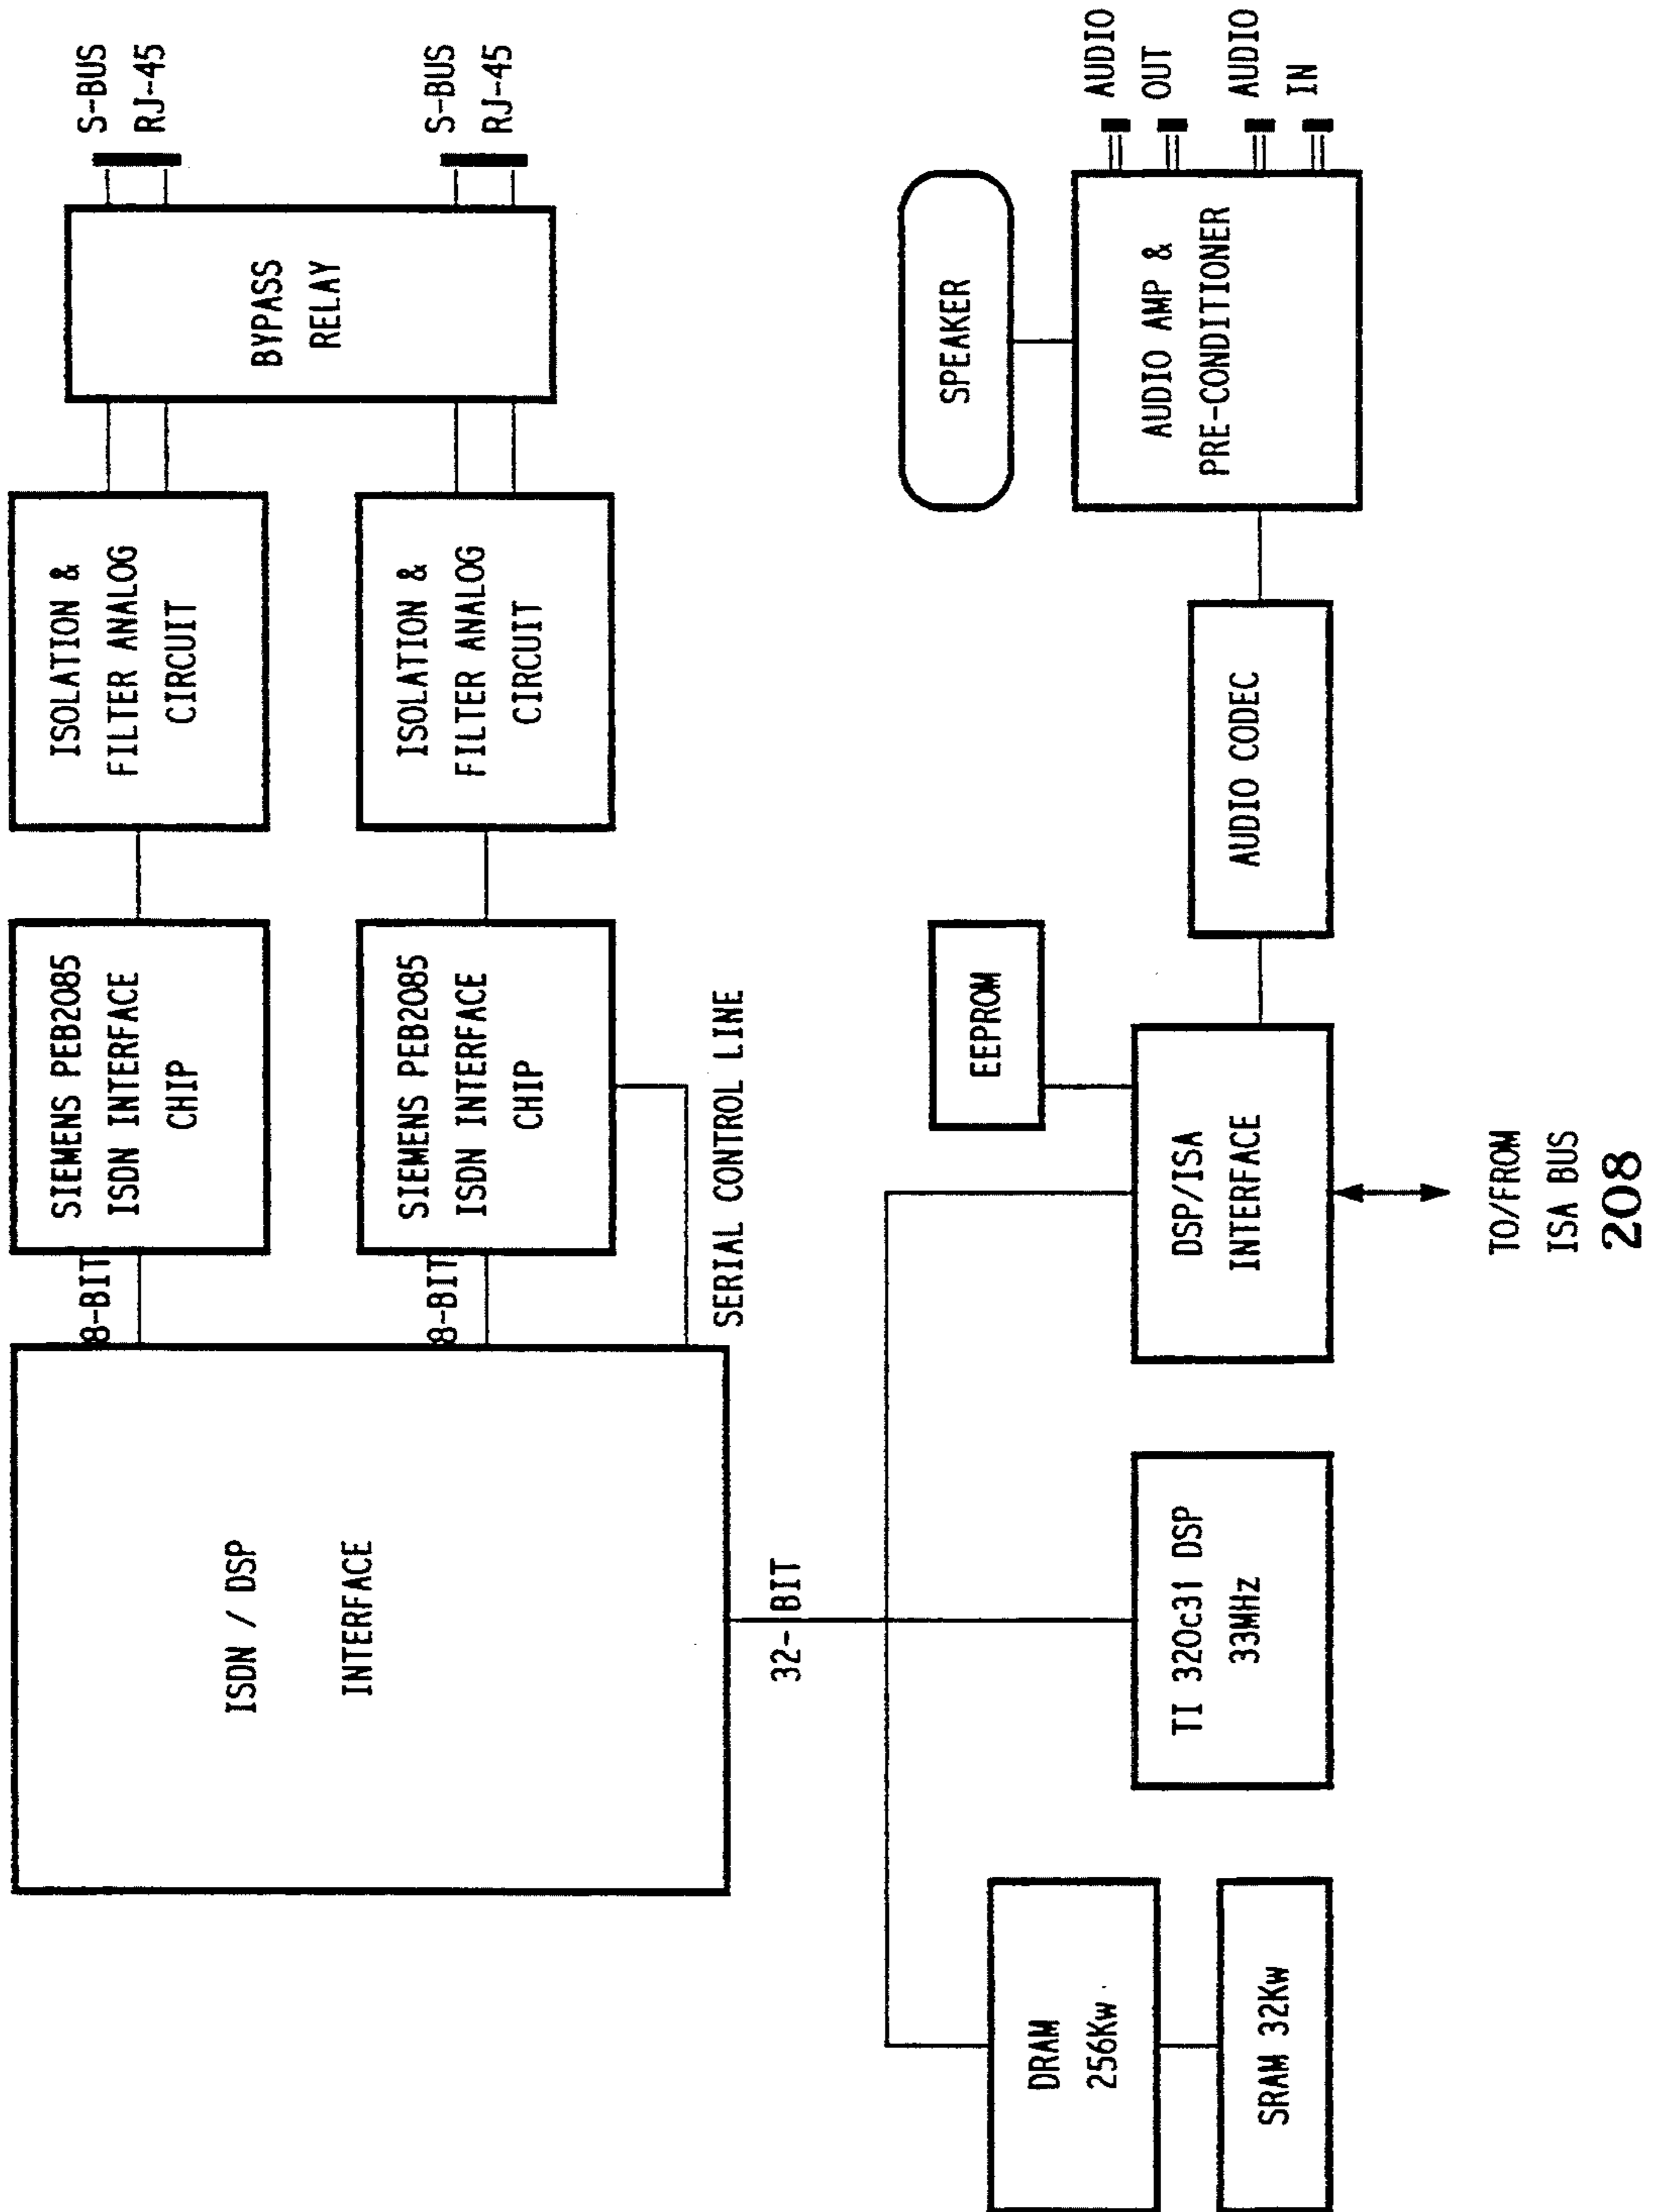 S-BUS
RJ-45
S-BUS
RJ-45
BYPASS
RELAY
ISOLATION &
FILTER ANALOG
CIRCUIT
ISOLATION &
FILTER ANALOG
CIRCUIT
SIEMENS PEB2085
ISDN INTERFACE
CHIP
SIEMENS PEB2085
ISDN INTERFACE
CHIP
8-BIT
8-BIT
SERIAL CONTROL LINE
ISDN / DSP
INTERFACE
32-BIT
AUDIO
OUT
AUDIO
IN
SPEAKER
AUDIO AMP &
PRE-CONDITIONER
AUDIO CODEC
EEPROM
DSP/ISA
INTERFACE
TO/FROM
ISA BUS
208
TI 320c31 DSP
33MHz
DRAM
256Kw
SRAM 32Kw